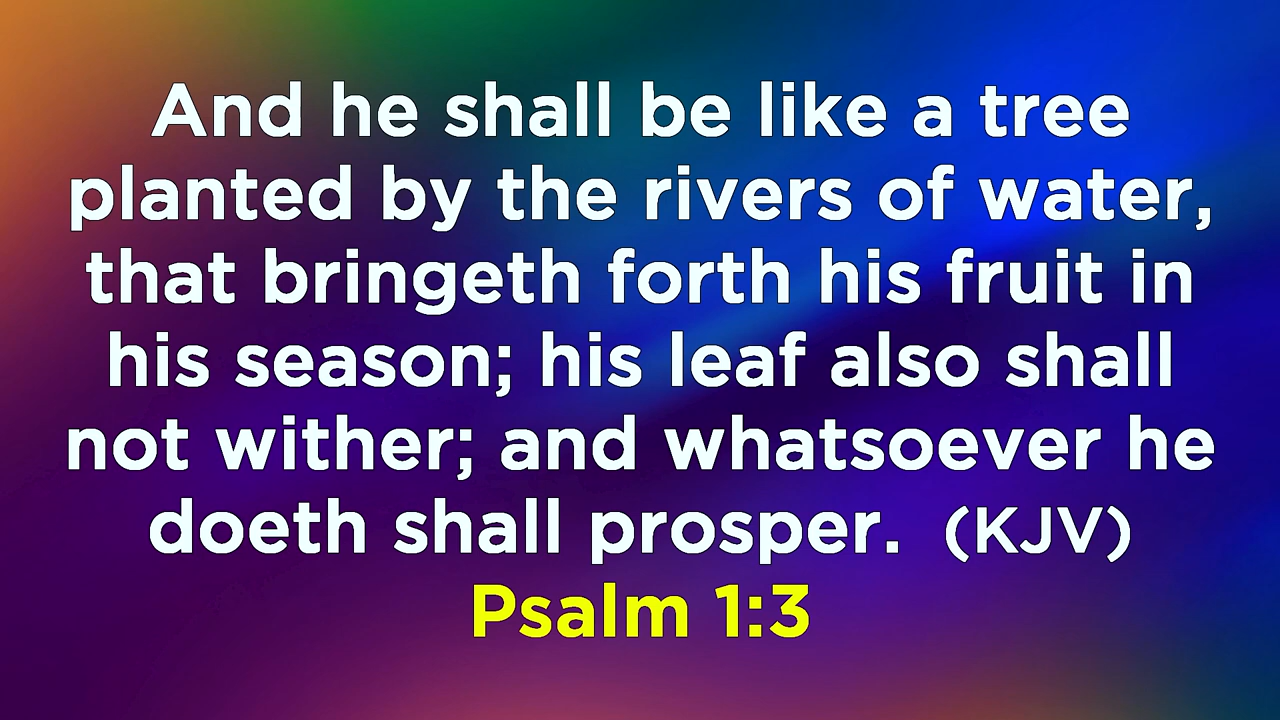 And he shall be like a tree
planted by the rivers of water,
that bringeth forth his fruit in
his season; his leaf also shall
not wither; and whatsoever he
doeth shall prosper.  (KJV)
Psalm 1:3